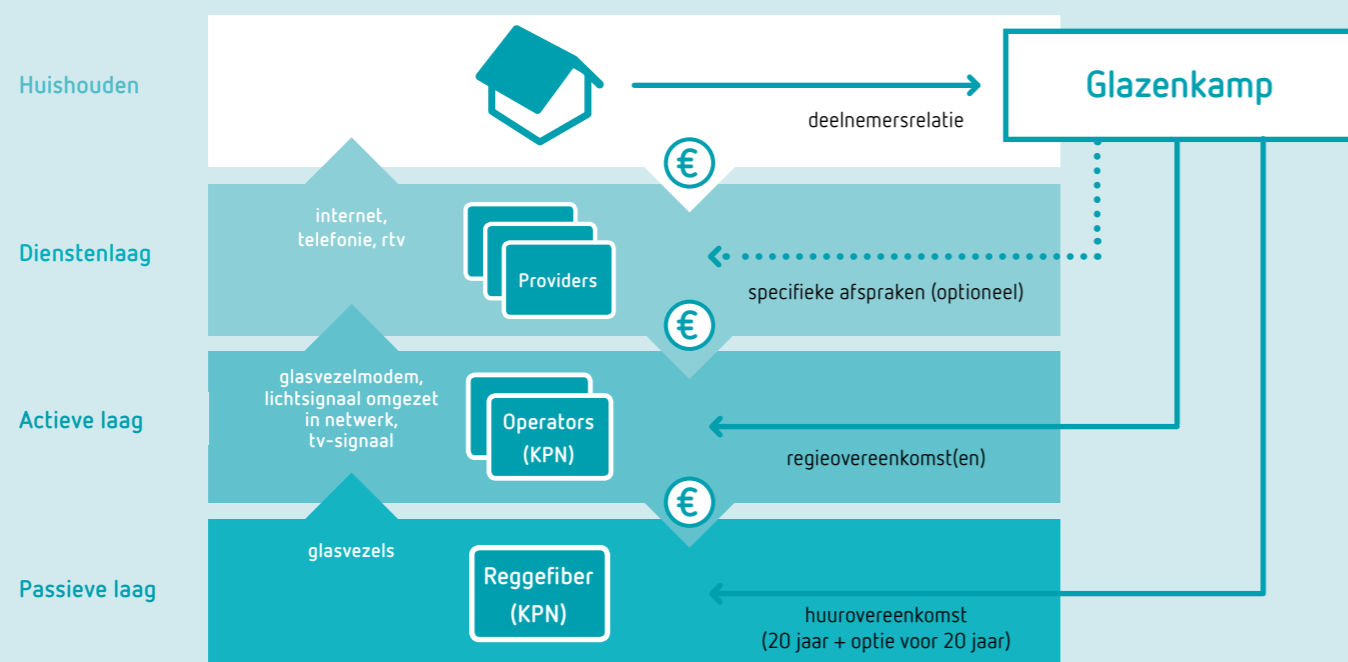 Huishouden
deelnemersrelatie
Glazenkamp
€
Dienstenlaag
internet,
telefonie, rtv
Providers
specifieke afspraken (optioneel)
€
Actieve laag
glasvezelmodem,
lichtsignaal omgezet
in netwerk,
tv-signaal
Operators
(KPN)
regieovereenkomst(en)
€
Passieve laag
glasvezels
Reggefiber
(KPN)
huurovereenkomst
(20 jaar + optie voor 20 jaar)